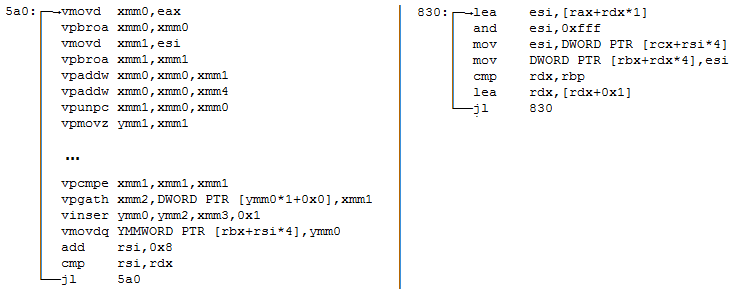 5a0: vmovd xmm0,eax
vpbroa xmm0,xmm0
vmovd xmm1,esi
vpbroa xmm1,xmm1
vpaddw xmm0,xmm0,xmm1
vpaddw xmm0,xmm0,xmm4
vpunpc xmm1,xmm0,xmm0
vpmovz ymm1,xmm1
...
vpcmpe xmm1,xmm1,xmm1
vpgath xmm2,DWORD PTR [ymm0*1+0x0],xmm1
vinser ymm0,ymm2,xmm3,0x1
vmovdq YMMWORD PTR [rbx+rsi*4],ymm0
add rsi,0x8
cmp rsi,rdx
jl 5a0
830: lea esi,[rax+rdx*1]
and esi,0xfff
mov esi,DWORD PTR [rcx+rsi*4]
mov DWORD PTR [rbx+rdx*4],esi
cmp rdx,rbp
lea rdx,[rdx+0x1]
jl 830